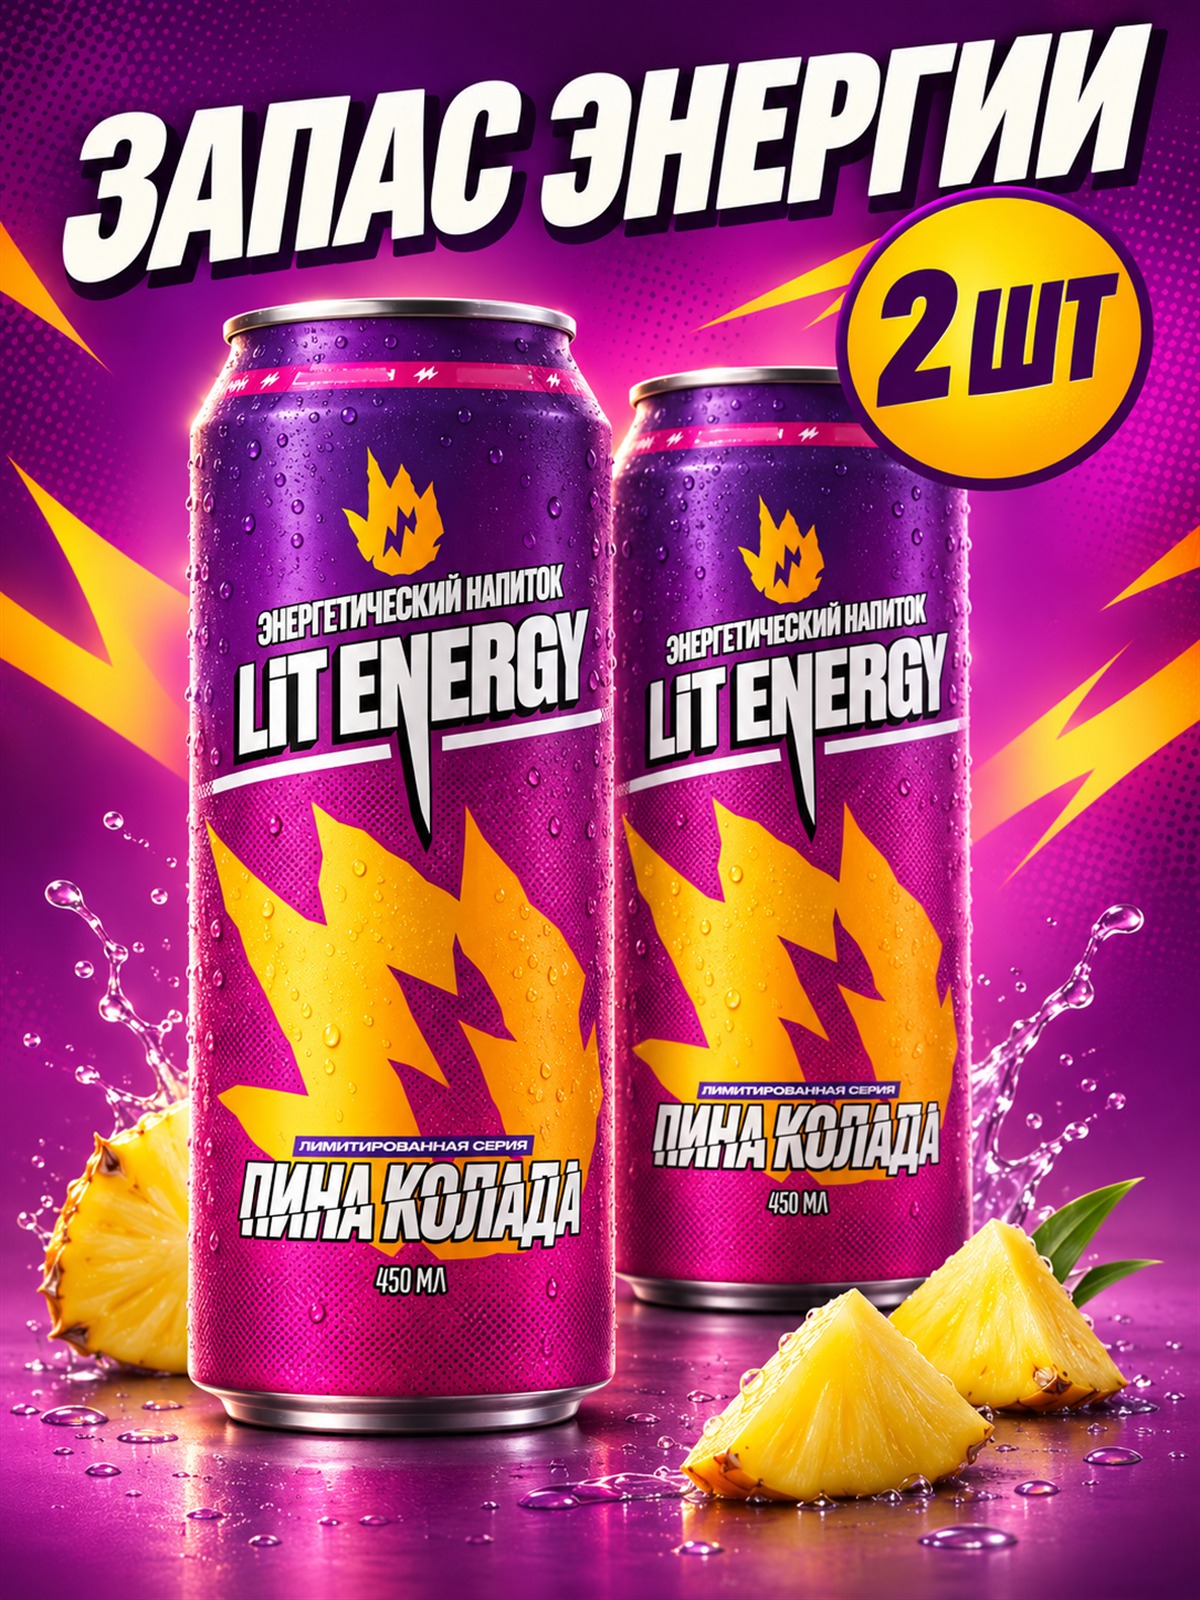 ЗАПАС ЭНЕРГИИ
2 ШТ
ЭНЕРГЕТИЧЕСКИЙ НАПИТОК
LiT ENERGY
ЛИМИТИРОВАННАЯ СЕРИЯ
ПИНА КОЛАДА
450 МЛ
ЭНЕРГЕТИЧЕСКИЙ НАПИТОК
LiT ENERGY
ЛИМИТИРОВАННАЯ СЕРИЯ
ПИНА КОЛАДА
450 МЛ